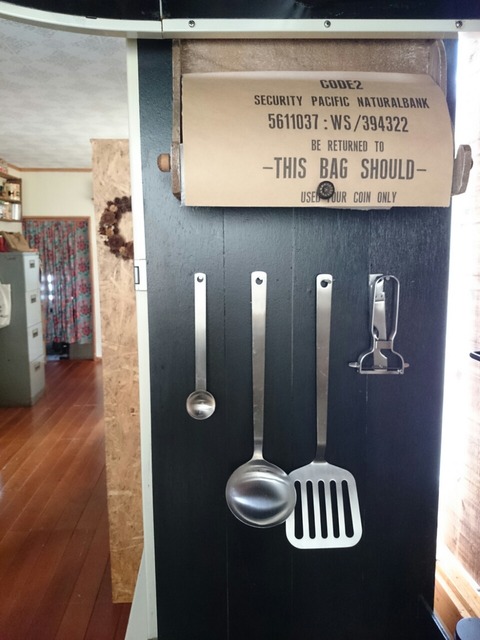 CODE2
SECURITY PACIFIC NATURALBANK
5611037:WS/394322
BE RETURNED TO
-THIS BAG SHOULD-
USED YOUR COIN ONLY